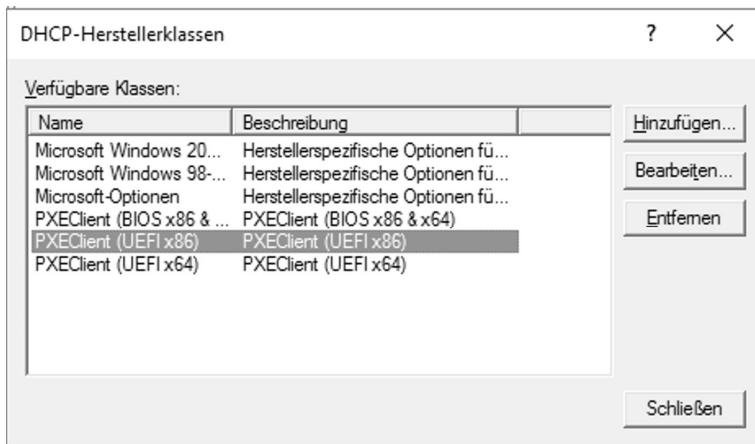 DHCP-Herstellerklassen ? X
Verfügbare Klassen:
Name Beschreibung
Microsoft Windows 20... Herstellerspezifische Optionen fü...
Microsoft Windows 98-... Herstellerspezifische Optionen fü...
Microsoft-Optionen Herstellerspezifische Optionen fü...
PXEClient (BIOS x86 & ... PXEClient (BIOS x86 & x64)
PXEClient (UEFI x86) PXEClient (UEFI x86)
PXEClient (UEFI x64) PXEClient (UEFI x64)
Hinzufügen...
Bearbeiten...
Entfernen
Schließen